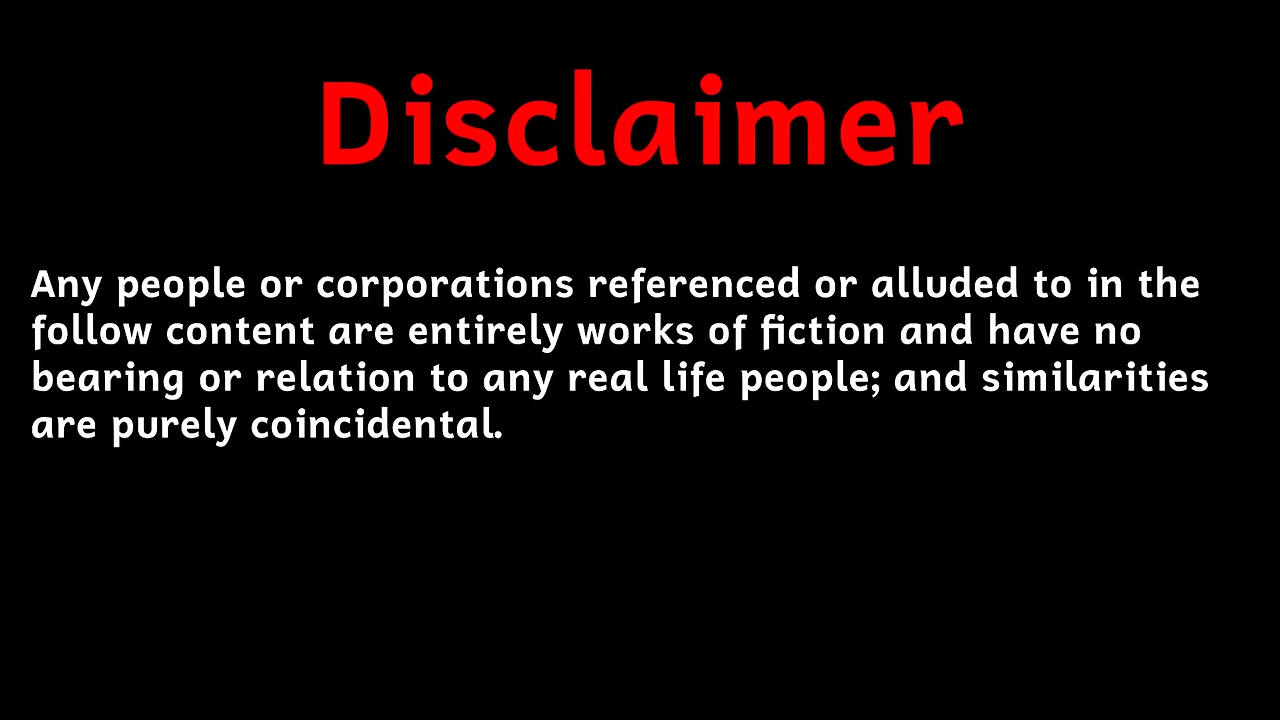 Disclaimer
Any people or corporations referenced or alluded to in the
follow content are entirely works of fiction and have no
bearing or relation to any real life people; and similarities
are purely coincidental.